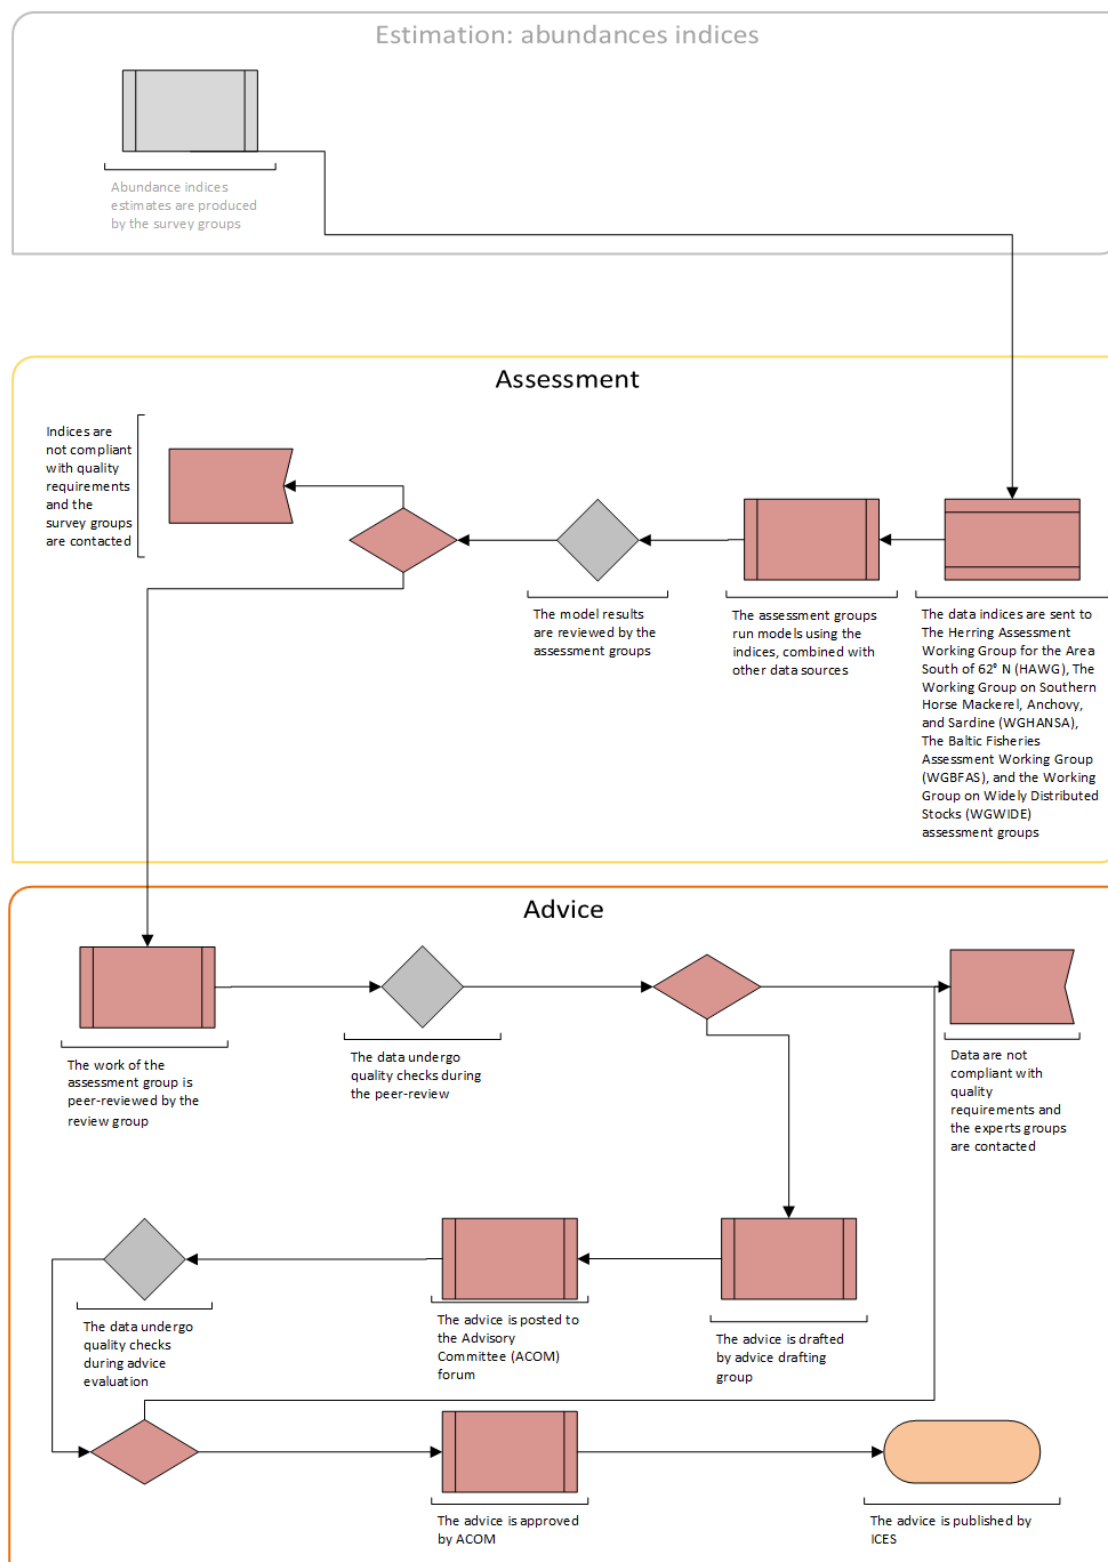 Estimation: abundances indices
Abundance indices
estimates are produced
by the survey groups
Assessment
Indices are
not compliant
with quality
requirements
and the
survey groups
are contacted
The model results
are reviewed by the
assessment groups
The assessment groups
run models using the
indices, combined with
other data sources
The data indices are sent to
The Herring Assessment
Working Group for the Area
South of 62° N (HAWG), The
Working Group on Southern
Horse Mackerel, Anchovy,
and Sardine (WGHANSA),
The Baltic Fisheries
Assessment Working Group
(WGBFAS), and the Working
Group on Widely Distributed
Stocks (WGWIDE)
assessment groups
Advice
The work of the
assessment group is
peer-reviewed by the
review group
The data undergo
quality checks during
the peer-review
Data are not
compliant with
quality
requirements and
the experts groups
are contacted
The data undergo
quality checks
during advice
evaluation
The advice is posted to
the Advisory
Committee (ACOM)
forum
The advice is drafted
by advice drafting
group
The advice is approved
by ACOM
The advice is published by
ICES